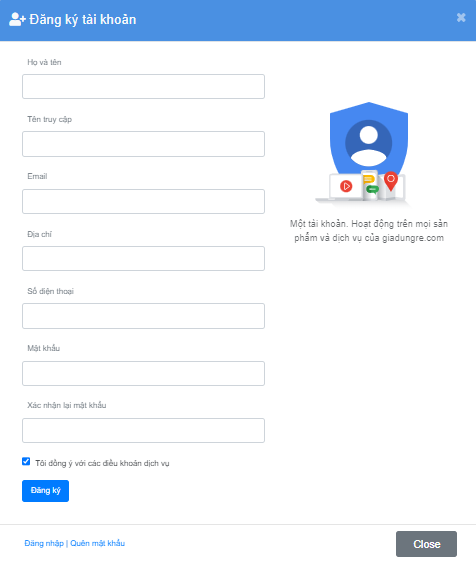 Đăng ký tài khoản
Họ và tên
Tên truy cập
Email
Địa chỉ
Số điện thoại
Mật khẩu
Xác nhận lại mật khẩu
Tôi đồng ý với các điều khoản dịch vụ
Đăng ký
Một tài khoản. Hoạt động trên mọi sản
phẩm và dịch vụ của giadungre.com
Đăng nhập | Quên mật khẩu
Close